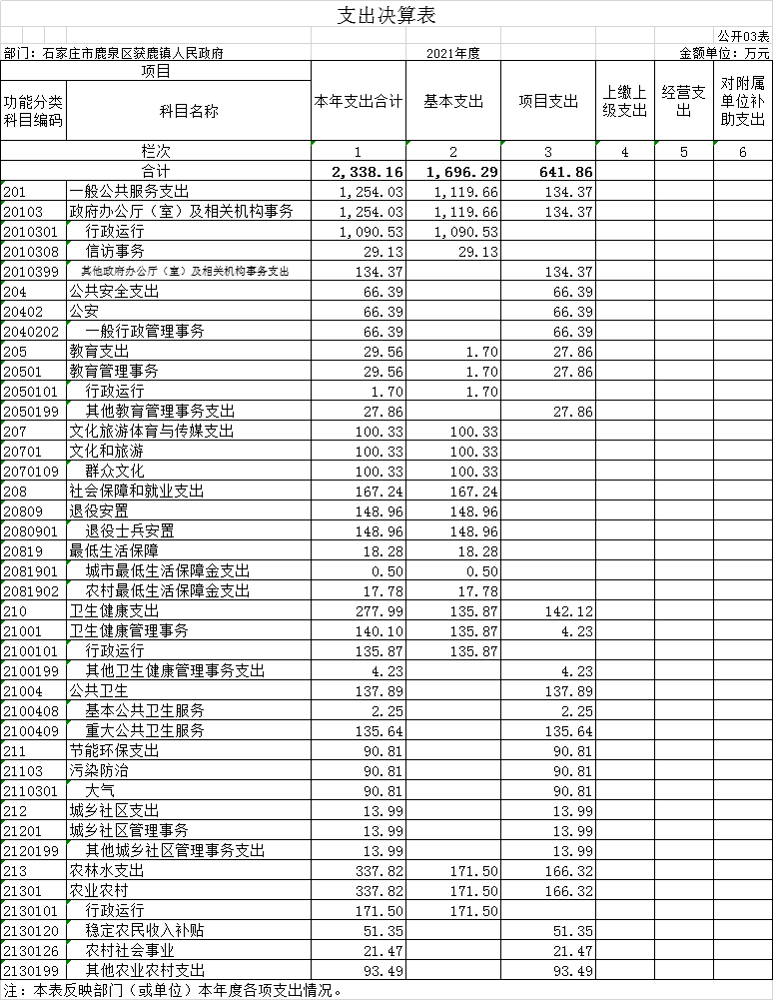 支出决算表
公开03表
部门：石家庄市鹿泉区获鹿镇人民政府 2021年度 金额单位：万元
项目 本年支出合计 基本支出 项目支出 上缴上级支出 经营支出 对附属单位补助支出
功能分类科目编码 科目名称
栏次 1 2 3 4 5 6
合计 2,338.16 1,696.29 641.86
201 一般公共服务支出 1,254.03 1,119.66 134.37
20103 政府办公厅（室）及相关机构事务 1,254.03 1,119.66 134.37
2010301 行政运行 1,090.53 1,090.53
2010308 信访事务 29.13 29.13
2010399 其他政府办公厅（室）及相关机构事务支出 134.37 134.37
204 公共安全支出 66.39 66.39
20402 公安 66.39 66.39
2040202 一般行政管理事务 66.39 66.39
205 教育支出 29.56 1.70 27.86
20501 教育管理事务 29.56 1.70 27.86
2050101 行政运行 1.70 1.70
2050199 其他教育管理事务支出 27.86 27.86
207 文化旅游体育与传媒支出 100.33 100.33
20701 文化和旅游 100.33 100.33
2070109 群众文化 100.33 100.33
208 社会保障和就业支出 167.24 167.24
20809 退役安置 148.96 148.96
2080901 退役士兵安置 148.96 148.96
20819 最低生活保障 18.28 18.28
2081901 城市最低生活保障金支出 0.50 0.50
2081902 农村最低生活保障金支出 17.78 17.78
210 卫生健康支出 277.99 135.87 142.12
21001 卫生健康管理事务 140.10 135.87 4.23
2100101 行政运行 135.87 135.87
2100199 其他卫生健康管理事务支出 4.23 4.23
21004 公共卫生 137.89 137.89
2100408 基本公共卫生服务 2.25 2.25
2100409 重大公共卫生服务 135.64 135.64
211 节能环保支出 90.81 90.81
21103 污染防治 90.81 90.81
2110301 大气 90.81 90.81
212 城乡社区支出 13.99 13.99
21201 城乡社区管理事务 13.99 13.99
2120199 其他城乡社区管理事务支出 13.99 13.99
213 农林水支出 337.82 171.50 166.32
21301 农业农村 337.82 171.50 166.32
2130101 行政运行 171.50 171.50
2130120 稳定农民收入补贴 51.35 51.35
2130126 农村社会事业 21.47 21.47
2130199 其他农业农村支出 93.49 93.49
注：本表反映部门（或单位）本年度各项支出情况。